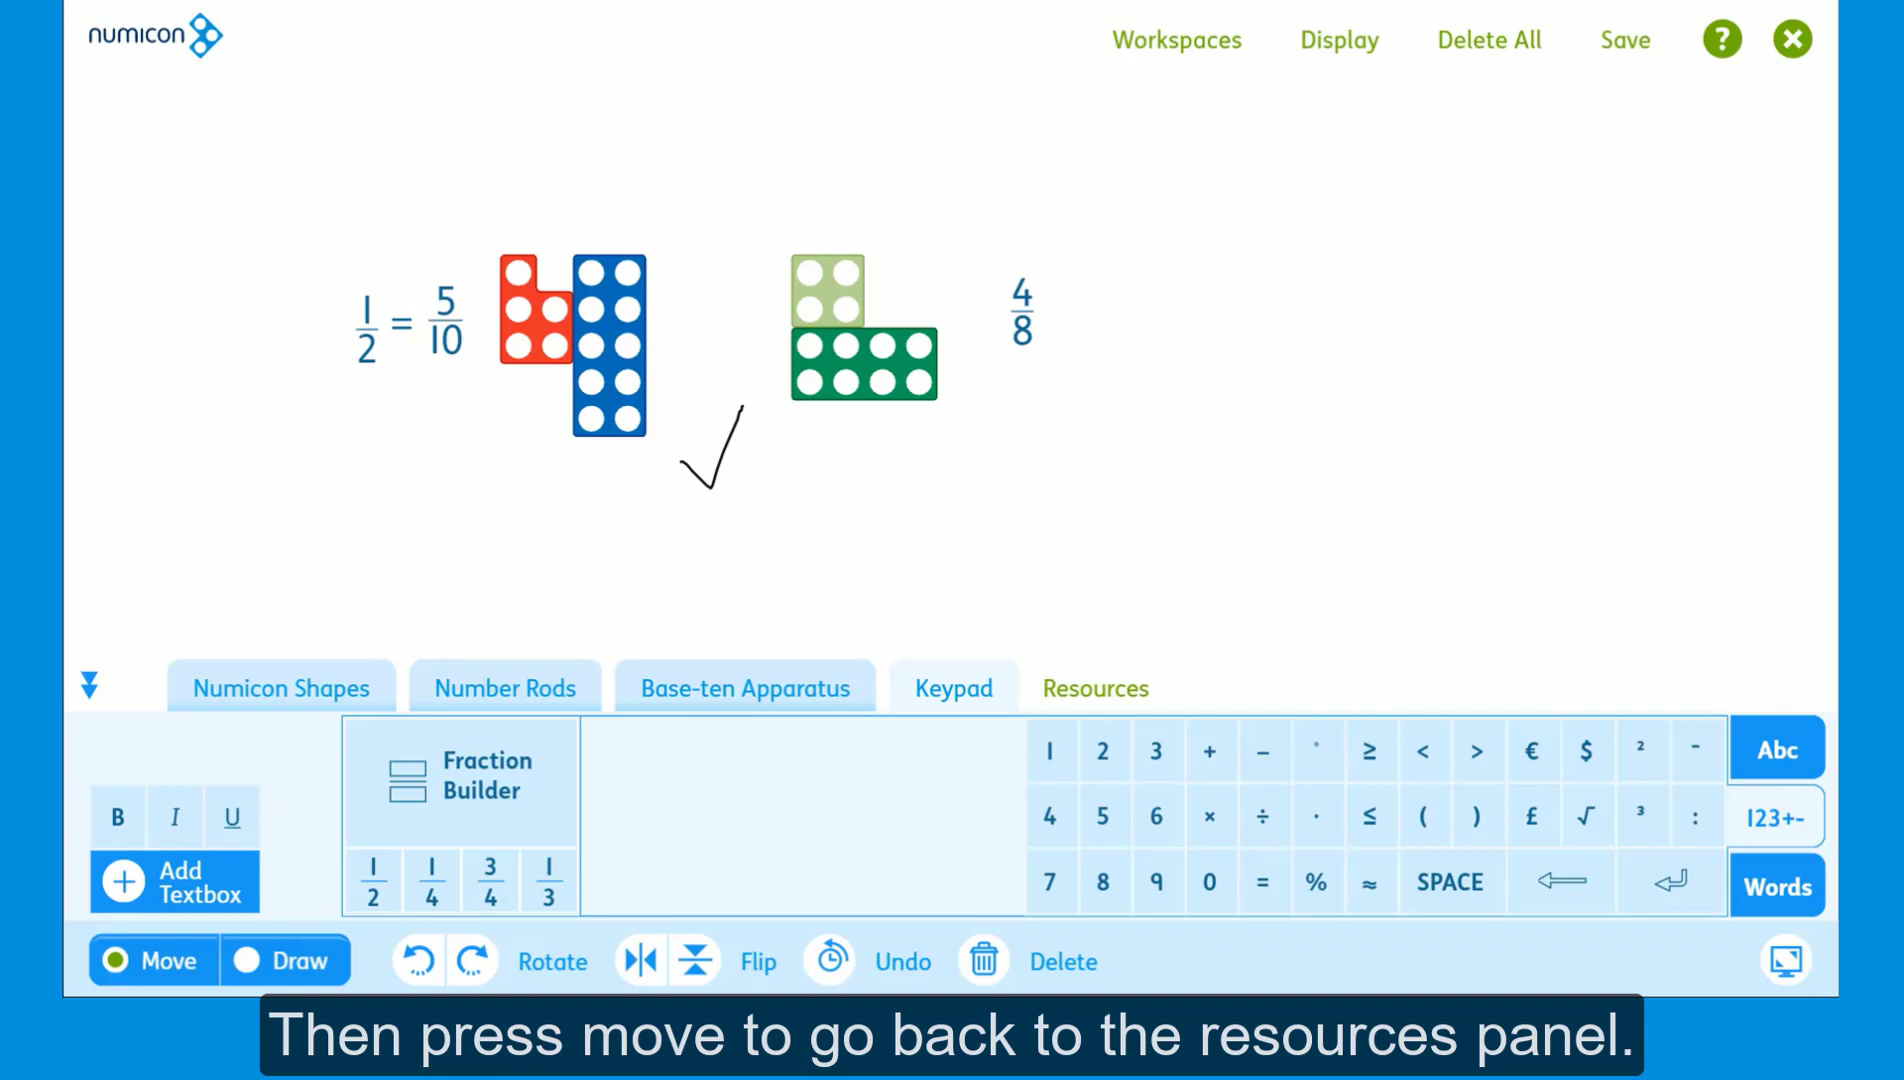 numicon
Workspaces Display Delete All Save ?
1/2 = 5/10
4/8
Numicon Shapes Number Rods Base-ten Apparatus Keypad Resources
Fraction
Builder
B I U
Add
Textbox
1/2 1/4 3/4 1/3
1 2 3 + – ° ≥ < > € $ ² - Abc
4 5 6 × ÷ · ≤ ( ) £ √ ³ : 123+-
7 8 9 0 = % ≈ SPACE Words
Move Draw Rotate Flip Undo Delete
Then press move to go back to the resources panel.